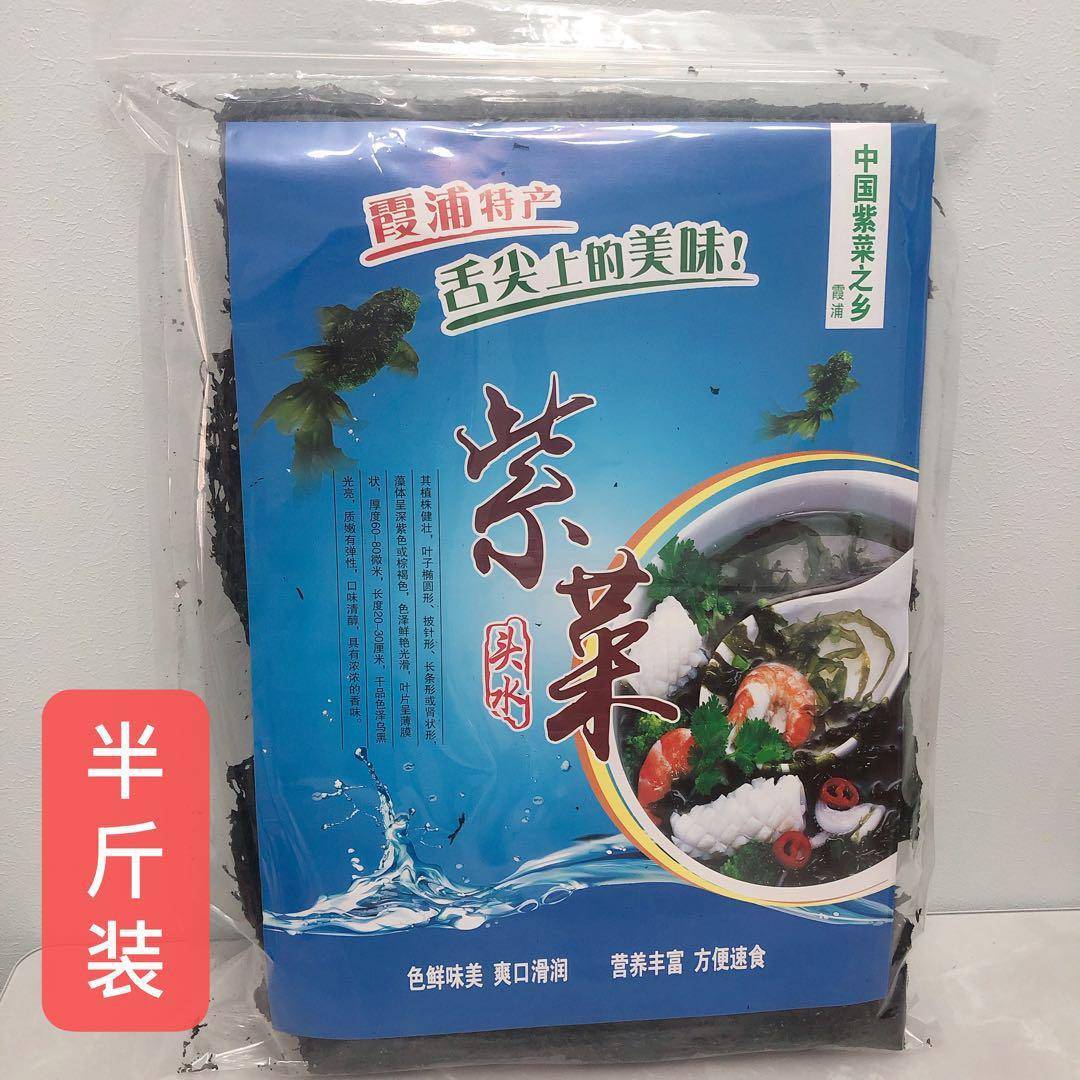 霞浦特产
舌尖上的美味！
中国紫菜之乡
霞浦
紫菜
头水
其植株健壮，叶子椭圆形、披针形、长条形或肾状形，
藻体呈深紫色或棕褐色，色泽鲜艳光滑，叶片呈薄膜
状，厚度60-80微米，长度20-30厘米，干品色泽乌黑
光亮，质嫩有弹性，口味清醇，具有浓浓的香味。
半斤装
色鲜味美 爽口滑润 营养丰富 方便速食